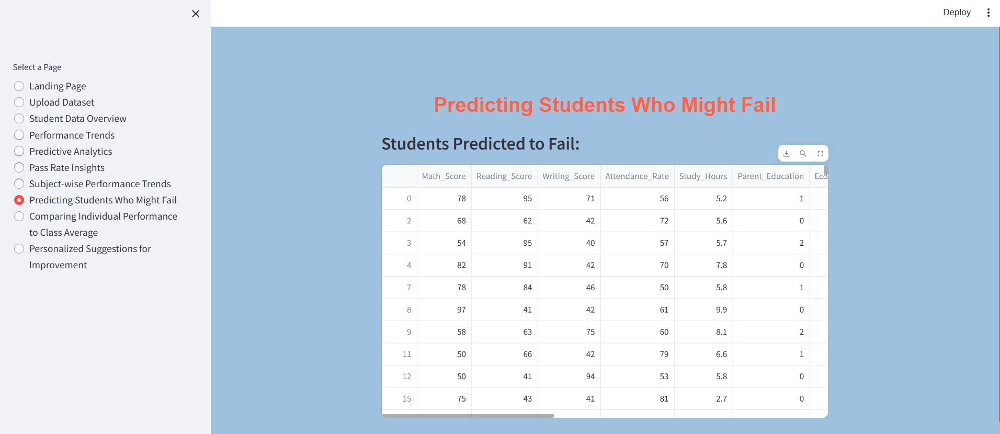 Deploy
Select a Page
Landing Page
Upload Dataset
Student Data Overview
Performance Trends
Predictive Analytics
Pass Rate Insights
Subject-wise Performance Trends
Predicting Students Who Might Fail
Comparing Individual Performance
to Class Average
Personalized Suggestions for
Improvement
Predicting Students Who Might Fail
Students Predicted to Fail:
Math_Score Reading_Score Writing_Score Attendance_Rate Study_Hours Parent_Education Eco
0 78 95 71 56 5.2 1
2 68 62 42 72 5.6 0
3 54 95 40 57 5.7 2
4 82 91 42 70 7.8 0
7 78 84 46 50 5.8 1
8 97 41 42 61 9.9 0
9 58 63 75 60 8.1 2
11 50 66 42 79 6.6 1
12 50 41 94 53 5.8 0
15 75 43 41 81 2.7 0